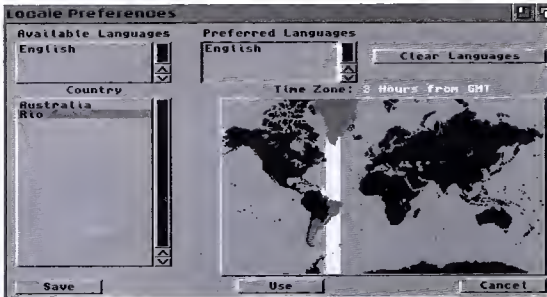 Locale Preferences
Available Languages
Preferred Languages
English
English
Clear Languages
Country
Time Zone: 3 Hours from GMT
Australia
Rio
Save
Use
Cancel